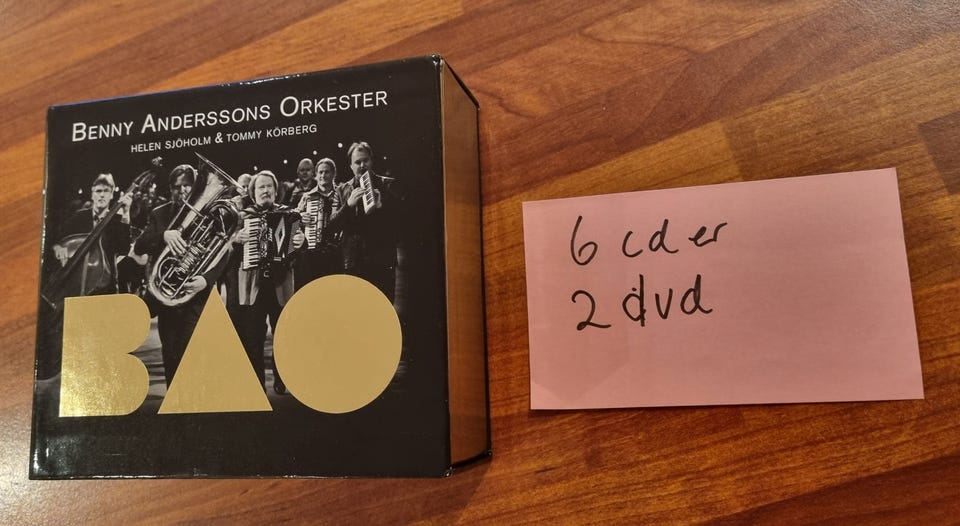 BENNY ANDERSSONS ORKESTER
HELEN SJÖHOLM & TOMMY KÖRBERG
BAO
6 cd er
2 dvd